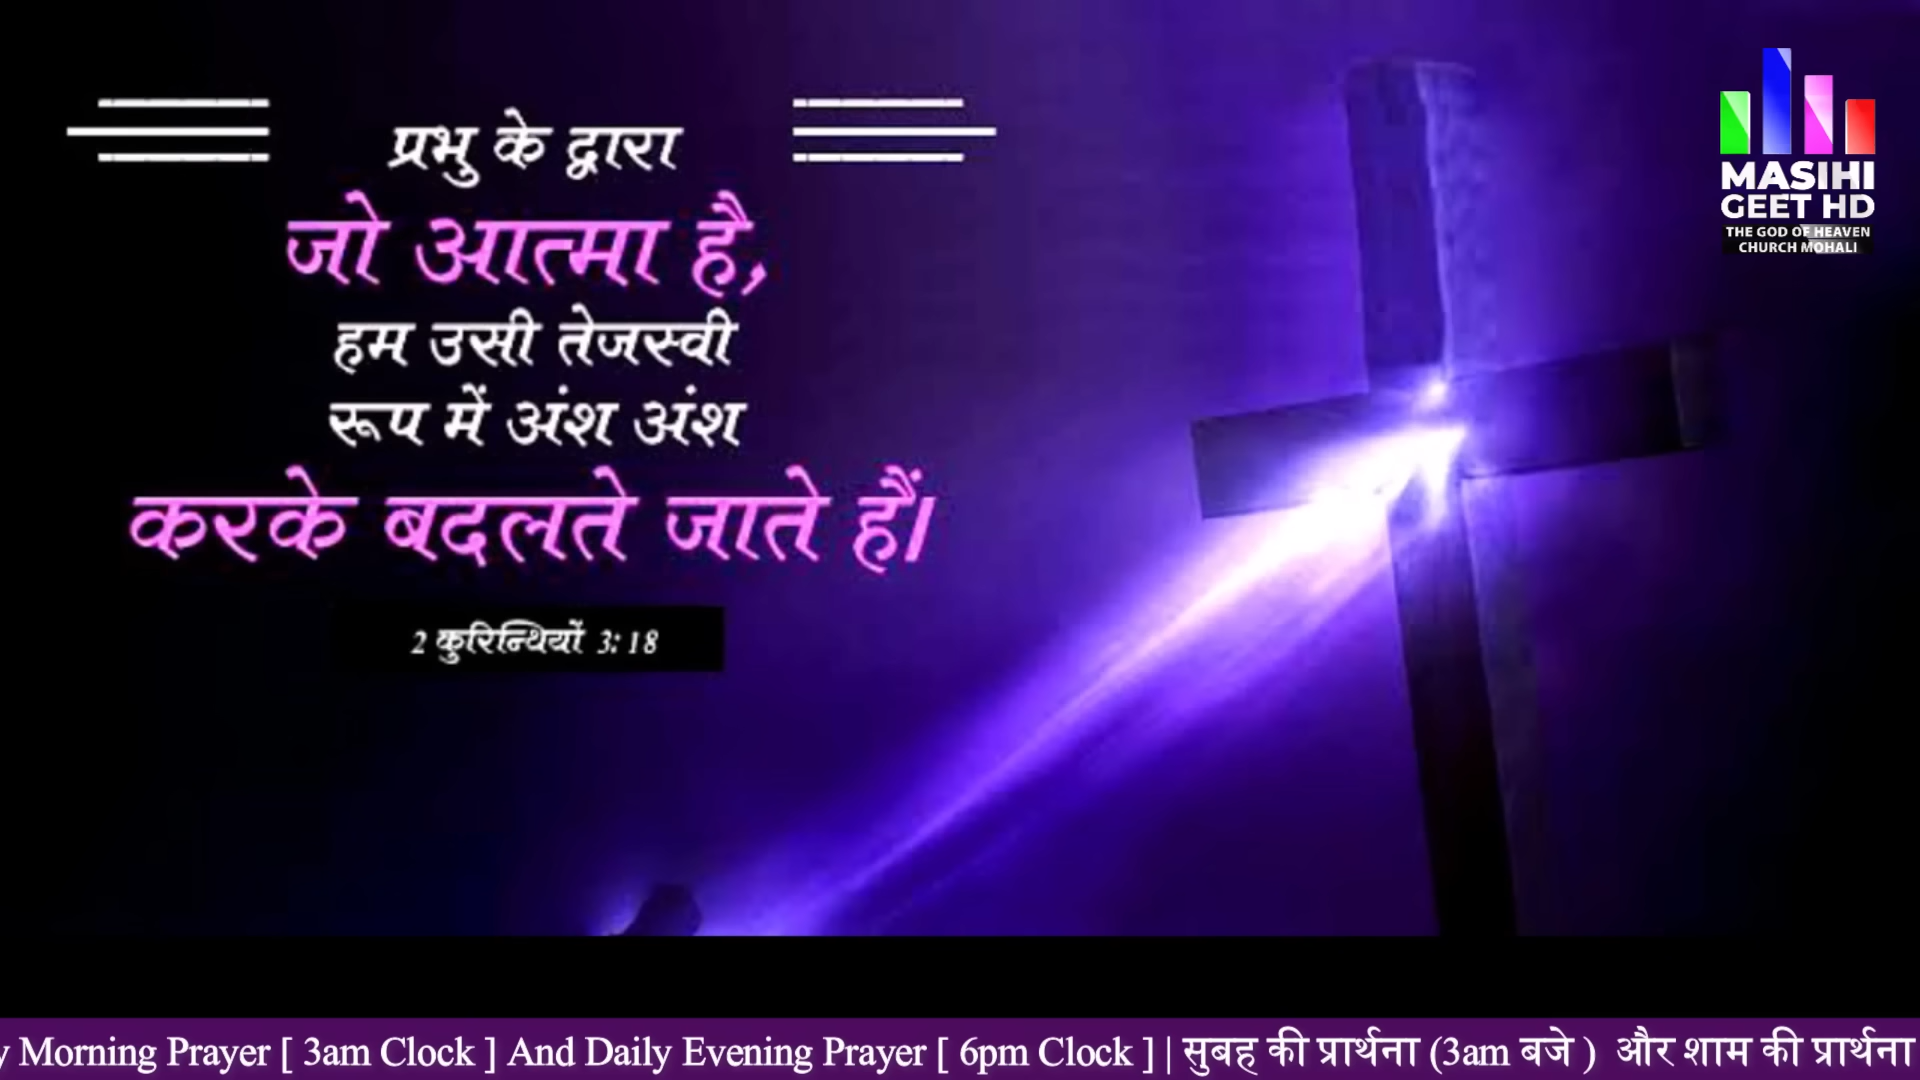 प्रभु के द्वारा
जो आत्मा है,
हम उसी तेजस्वी
रूप में अंश अंश
करके बदलते जाते हैं।
2 कुरिन्थियों 3:18
MASIHI
GEET HD
THE GOD OF HEAVEN
CHURCH MOHALI
y Morning Prayer [ 3am Clock ] And Daily Evening Prayer [ 6pm Clock ] | सुबह की प्रार्थना (3am बजे ) और शाम की प्रार्थना